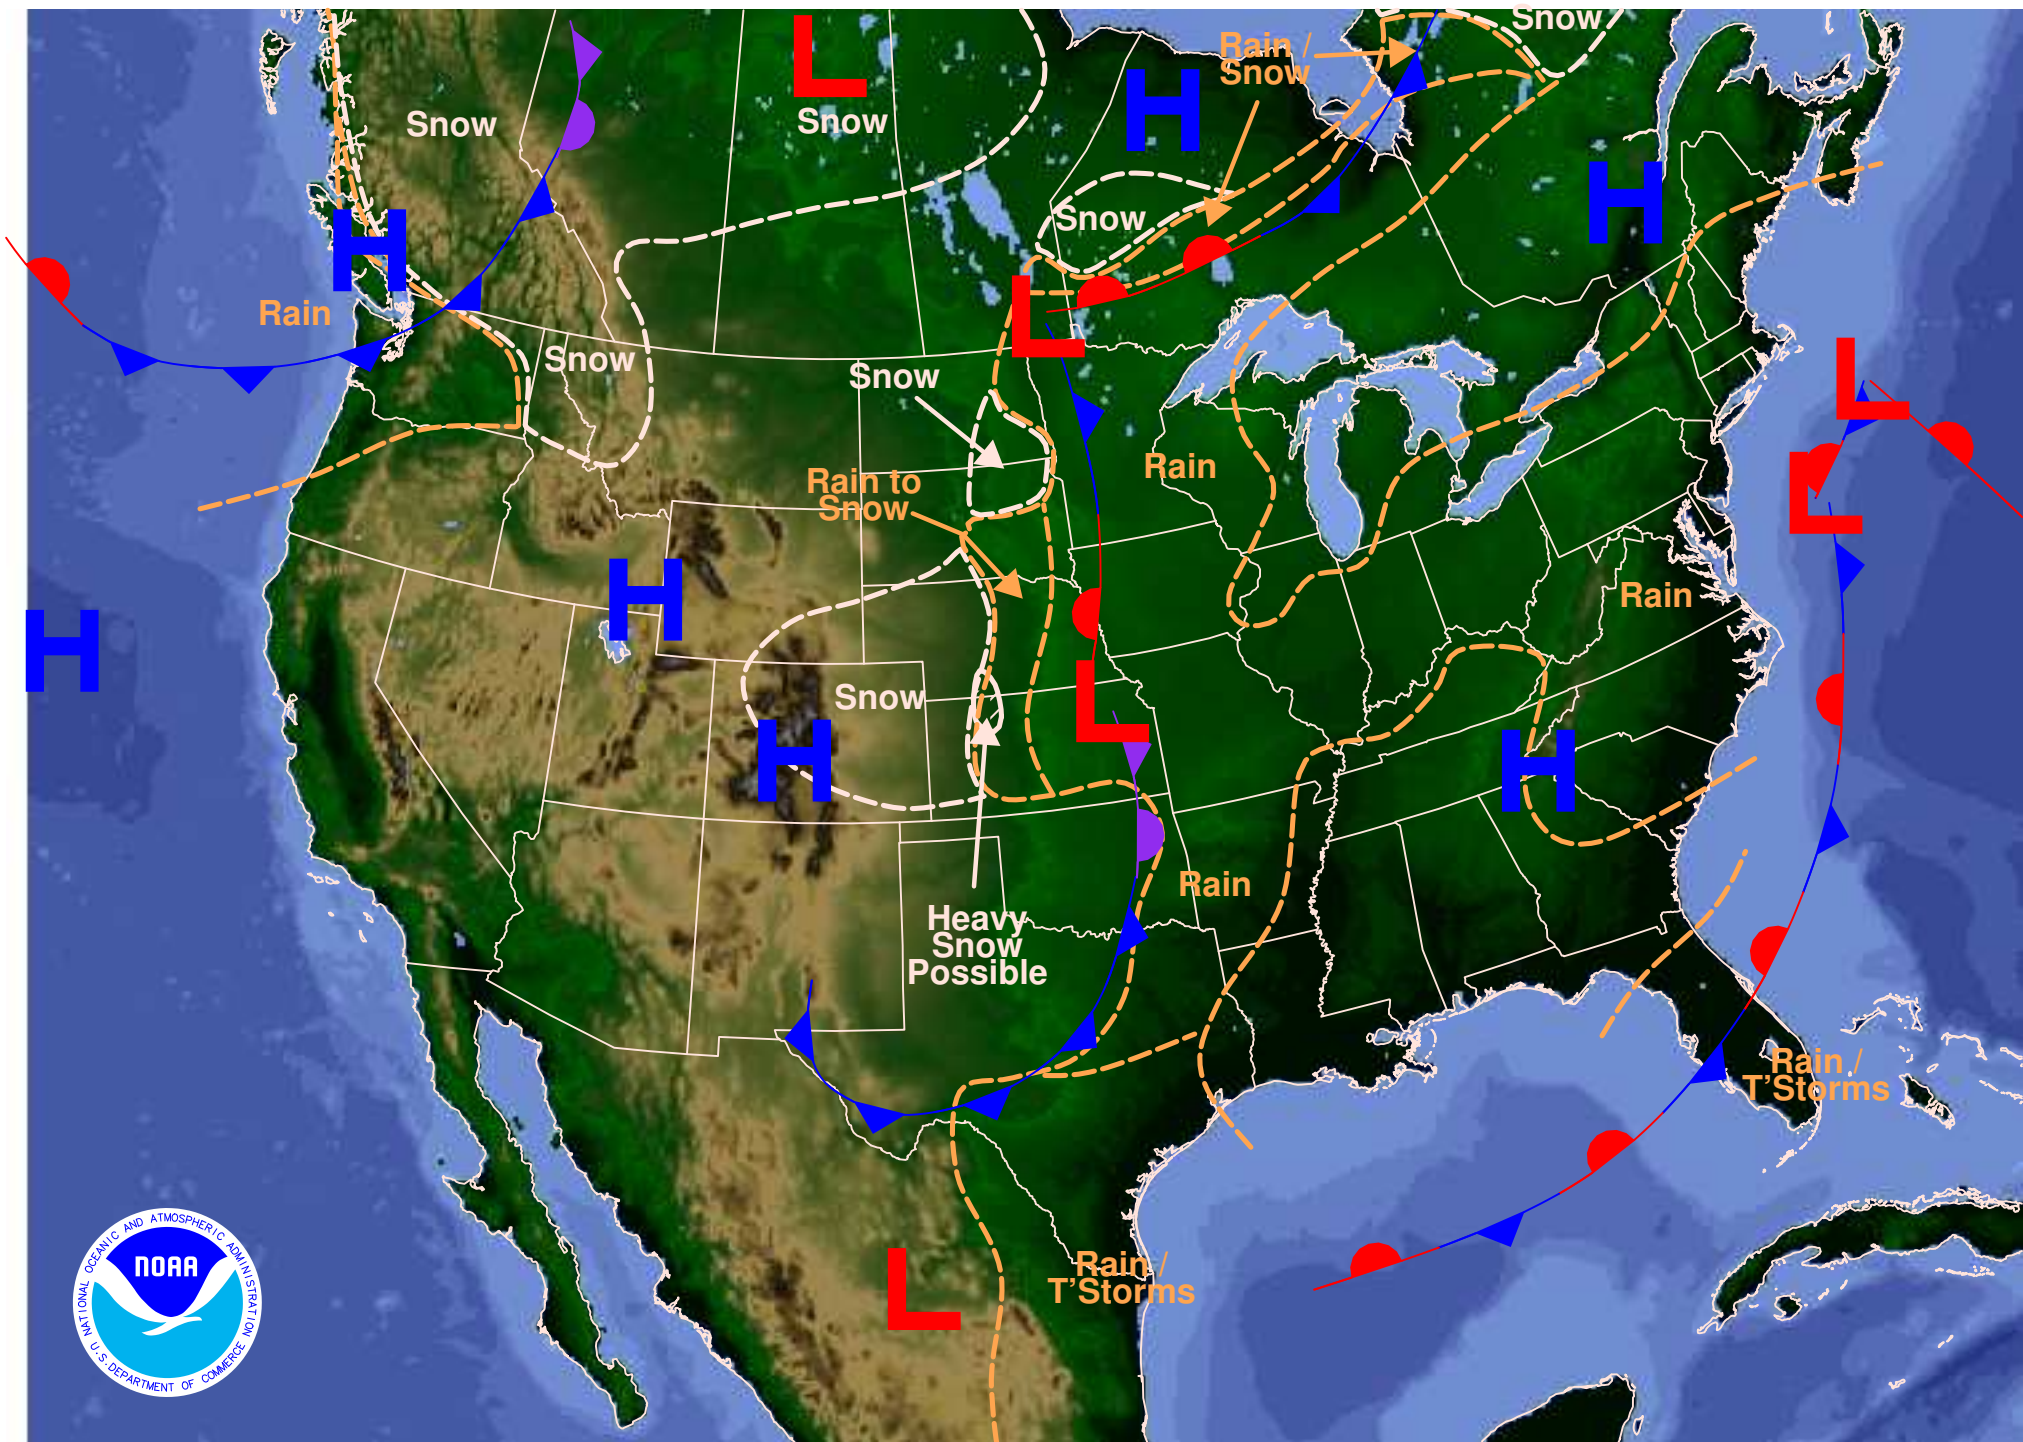 Snow
Rain /
Snow
H
L
Snow
Snow
H
Snow
H
L
H
Rain
Snow
Snow
L
Rain
Rain to
Snow
L
H
H
Rain
L
Snow
H
H
Rain
Heavy
Snow
Possible
Rain /
T'Storms
Rain /
T'Storms
L
NOAA
NATIONAL OCEANIC AND ATMOSPHERIC ADMINISTRATION
U.S. DEPARTMENT OF COMMERCE